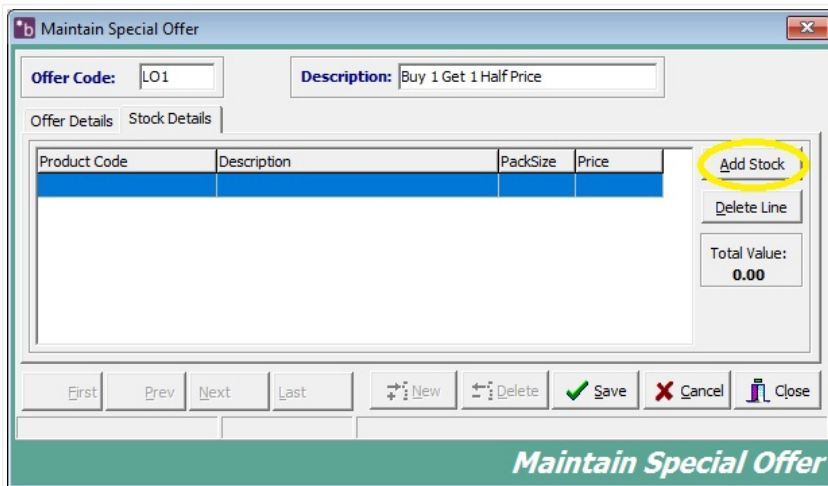 b Maintain Special Offer
Offer Code: LO1 Description: Buy 1 Get 1 Half Price
Offer Details Stock Details
Product Code Description PackSize Price
Add Stock
Delete Line
Total Value:
0.00
First Prev Next Last New Delete Save Cancel Close
Maintain Special Offer